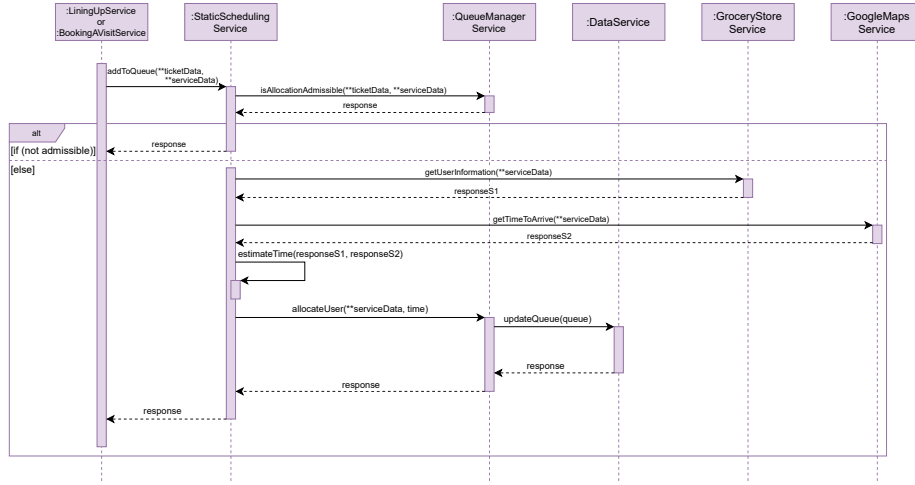 :LiningUpService
or
:BookingAVisitService
:StaticScheduling
Service
:QueueManager
Service
:DataService
:GroceryStore
Service
:GoogleMaps
Service
addToQueue(**ticketData,
**serviceData)
isAllocationAdmissible(**ticketData, **serviceData)
response
alt
[if (not admissible)]
response
[else]
getUserInformation(**serviceData)
responseS1
getTimeToArrive(**serviceData)
responseS2
estimateTime(responseS1, responseS2)
allocateUser(**serviceData, time)
updateQueue(queue)
response
response
response